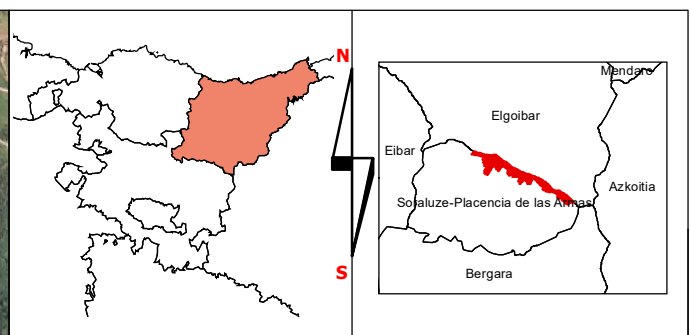 N
Mendaro
Elgoibar
Eibar
Azkoitia
Soraluze-Placencia de las Armas
Bergara
S